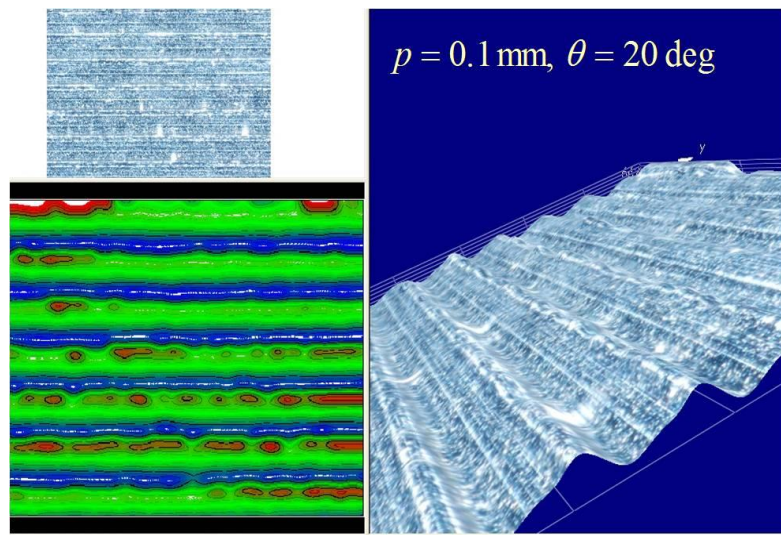 p = 0.1 mm, θ = 20 deg
y